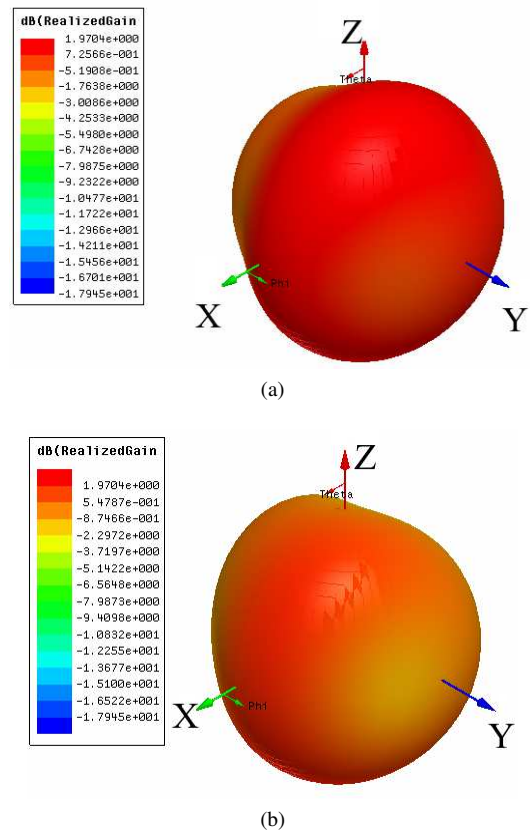 dB(RealizedGain
1.9704e+000
7.2566e-001
-5.1908e-001
-1.7638e+000
-3.0086e+000
-4.2533e+000
-5.4980e+000
-6.7428e+000
-7.9875e+000
-9.2322e+000
-1.0477e+001
-1.1722e+001
-1.2966e+001
-1.4211e+001
-1.5456e+001
-1.6701e+001
-1.7945e+001
Z
Theta
X
Phi
Y
(a)
dB(RealizedGain
1.9704e+000
5.4787e-001
-8.7466e-001
-2.2972e+000
-3.7197e+000
-5.1422e+000
-6.5648e+000
-7.9873e+000
-9.4098e+000
-1.0832e+001
-1.2255e+001
-1.3677e+001
-1.5100e+001
-1.6522e+001
-1.7945e+001
Z
Theta
X
Phi
Y
(b)